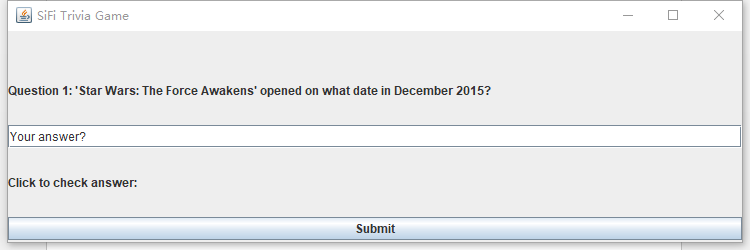 SiFi Trivia Game
Question 1: 'Star Wars: The Force Awakens' opened on what date in December 2015?
Your answer?
Click to check answer:
Submit